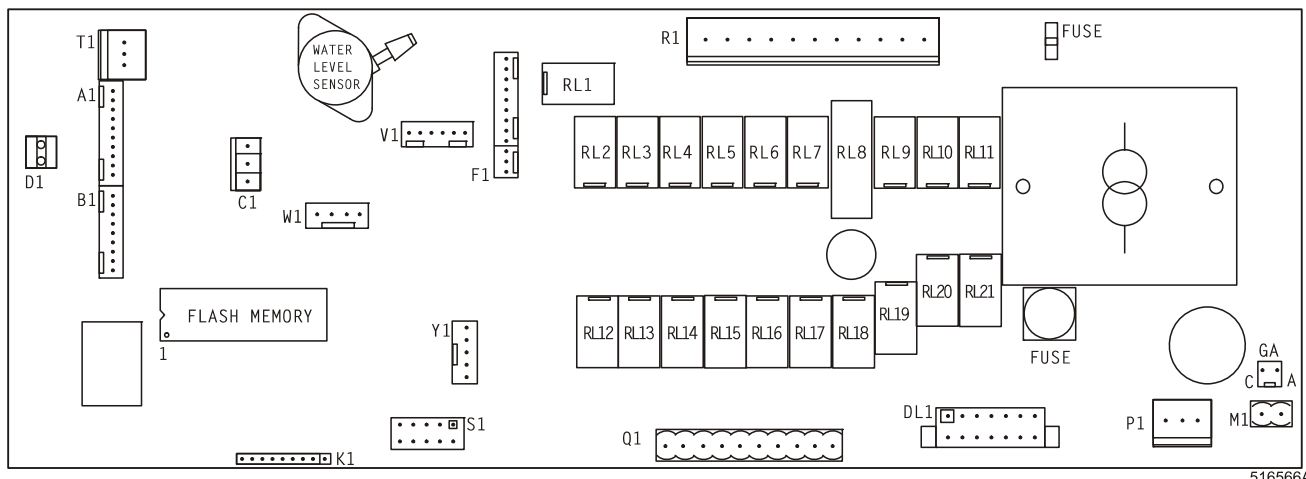 T1
WATER
LEVEL
SENSOR
R1
FUSE
A1
RL1
V1
RL2 RL3 RL4 RL5 RL6 RL7 RL8 RL9 RL10 RL11
D1
F1
B1
C1
W1
RL20 RL21
RL19
FLASH MEMORY
1
Y1
RL12 RL13 RL14 RL15 RL16 RL17 RL18
FUSE
GA
C A
S1
DL1
P1
M1
Q1
K1
516566A